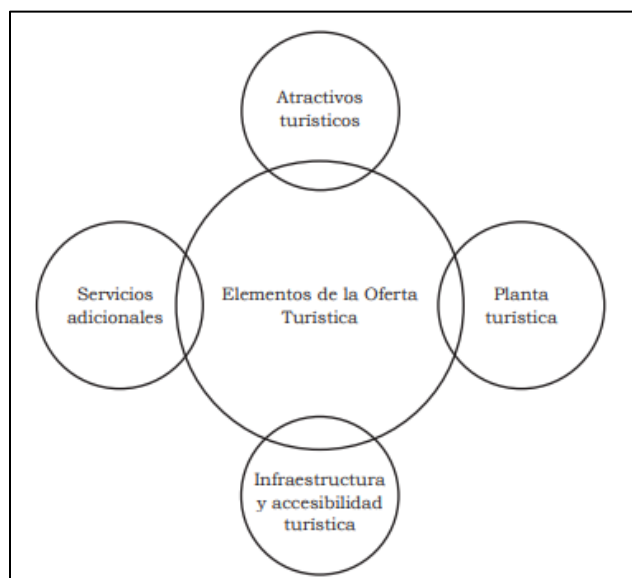 Atractivos
turísticos
Servicios
adicionales
Elementos de la Oferta
Turística
Planta
turística
Infraestructura
y accesibilidad
turística